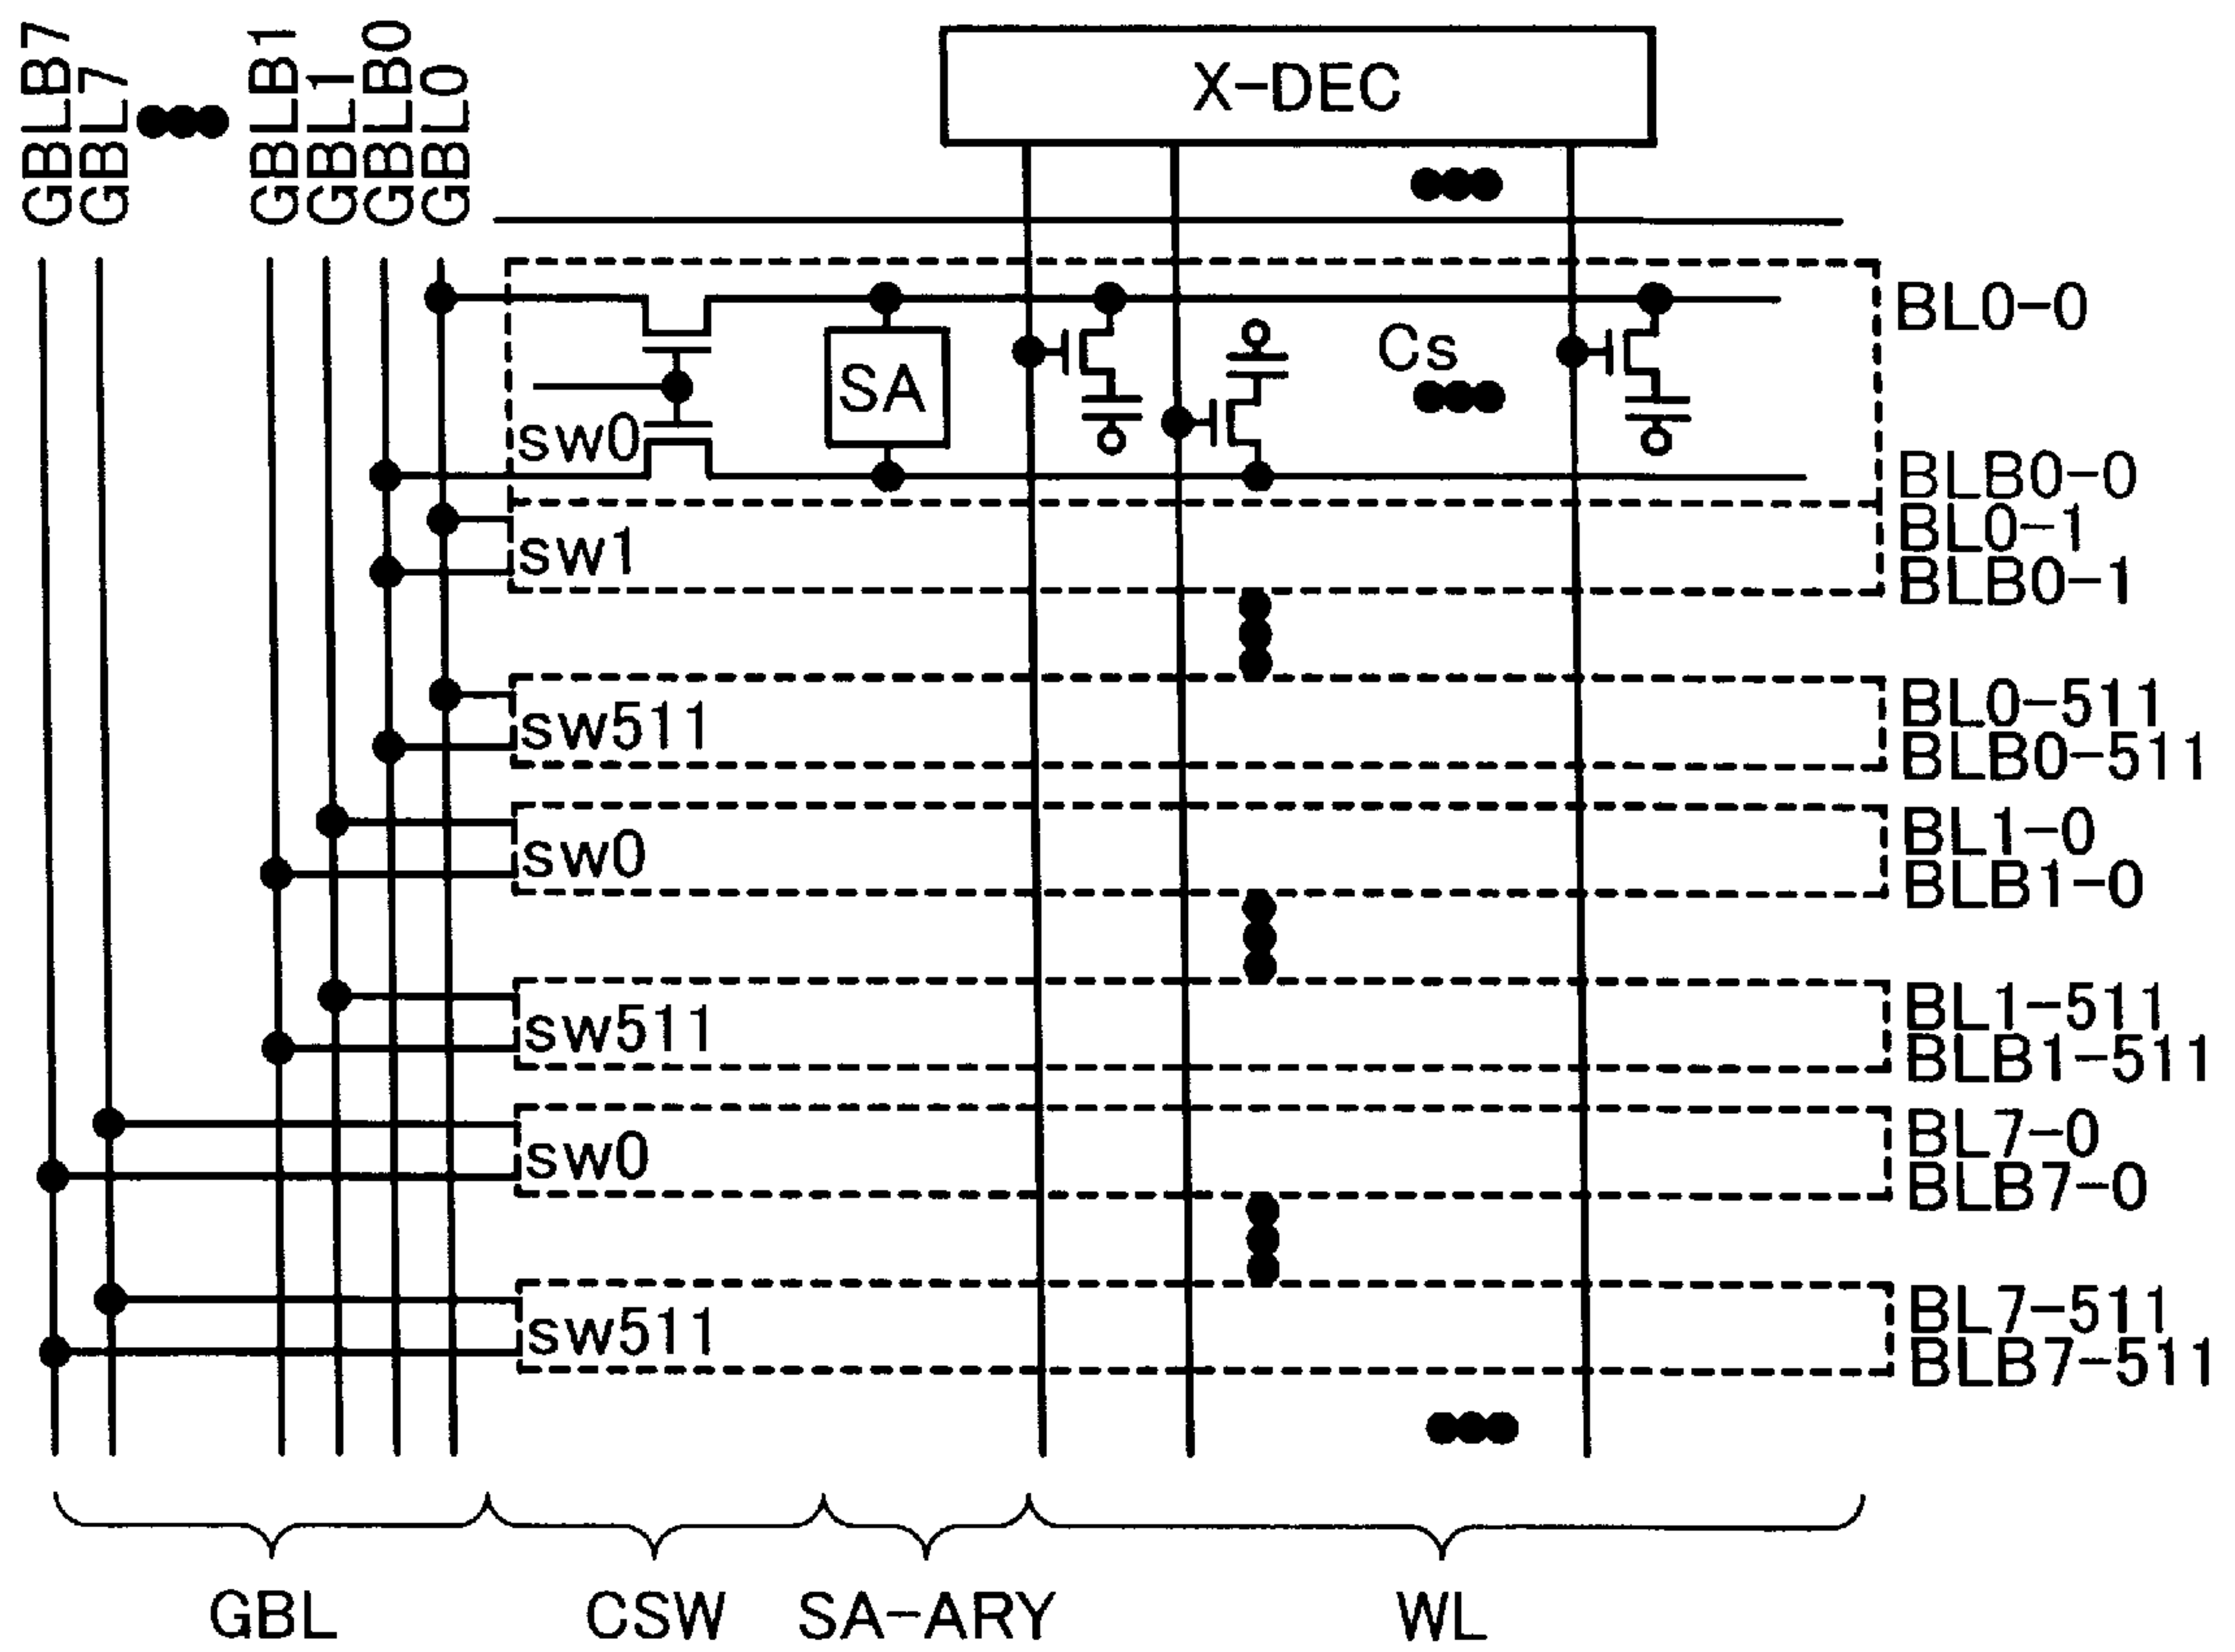 GBLB7
GBL7
GBLB1
GBL1
GBLB0
GBL0
X-DEC
BL0-0
Cs
SA
sw0
BLB0-0
BL0-1
sw1
BLB0-1
BL0-511
sw511
BLB0-511
BL1-0
sw0
BLB1-0
BL1-511
sw511
BLB1-511
BL7-0
sw0
BLB7-0
BL7-511
sw511
BLB7-511
GBL
CSW
SA-ARY
WL